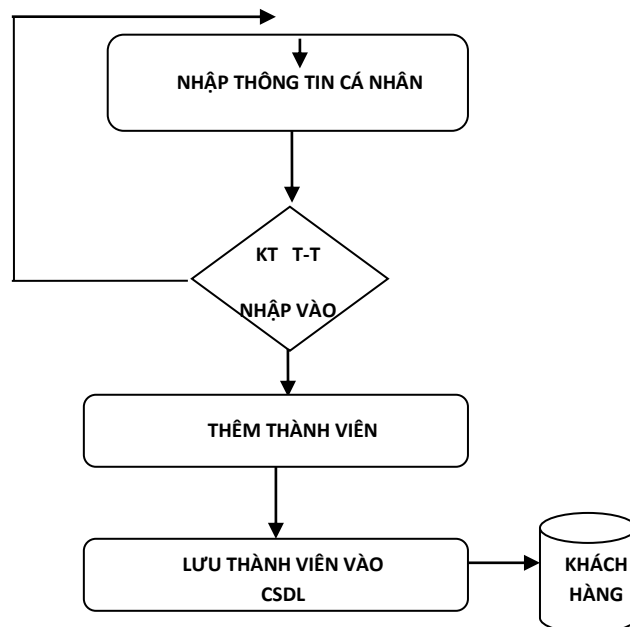 NHẬP THÔNG TIN CÁ NHÂN
KT T-T
NHẬP VÀO
THÊM THÀNH VIÊN
LƯU THÀNH VIÊN VÀO
CSDL
KHÁCH
HÀNG